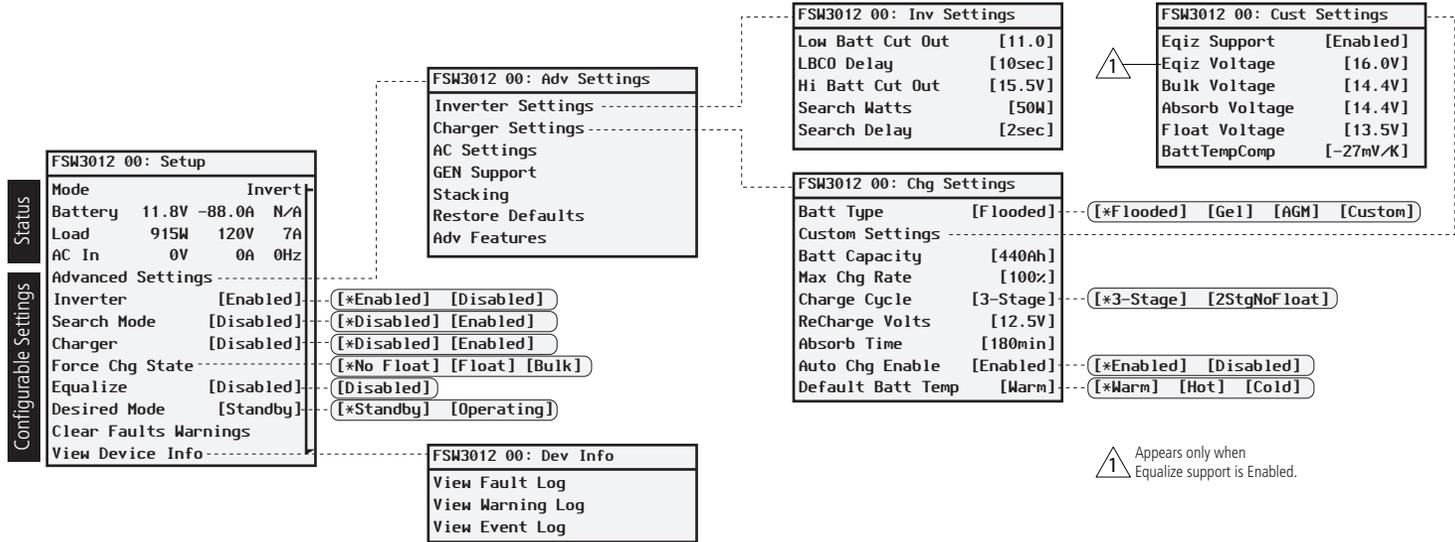 Status
Configurable Settings
FSW3012 00: Setup
Mode Invert
Battery 11.8V -88.0A N/A
Load 915W 120V 7A
AC In 0V 0A 0Hz
Advanced Settings
Inverter [Enabled] [*Enabled] [Disabled]
Search Mode [Disabled] [*Disabled] [Enabled]
Charger [Disabled] [*Disabled] [Enabled]
Force Chg State [*No Float] [Float] [Bulk]
Equalize [Disabled] [Disabled]
Desired Mode [Standby] [*Standby] [Operating]
Clear Faults Warnings
View Device Info
FSW3012 00: Adv Settings
Inverter Settings
Charger Settings
AC Settings
GEN Support
Stacking
Restore Defaults
Adv Features
FSW3012 00: Dev Info
View Fault Log
View Warning Log
View Event Log
FSW3012 00: Inv Settings
Low Batt Cut Out [11.0]
LBCO Delay [10sec]
Hi Batt Cut Out [15.5V]
Search Watts [50W]
Search Delay [2sec]
FSW3012 00: Chg Settings
Batt Type [Flooded] [*Flooded] [Gel] [AGM] [Custom]
Custom Settings
Batt Capacity [440Ah]
Max Chg Rate [100%]
Charge Cycle [3-Stage] [*3-Stage] [2StgNoFloat]
ReCharge Volts [12.5V]
Absorb Time [180min]
Auto Chg Enable [Enabled] [*Enabled] [Disabled]
Default Batt Temp [Warm] [*Warm] [Hot] [Cold]
FSW3012 00: Cust Settings
Eqiz Support [Enabled]
1 Eqiz Voltage [16.0V]
Bulk Voltage [14.4V]
Absorb Voltage [14.4V]
Float Voltage [13.5V]
BattTempComp [-27mV/K]
1 Appears only when
Equalize support is Enabled.